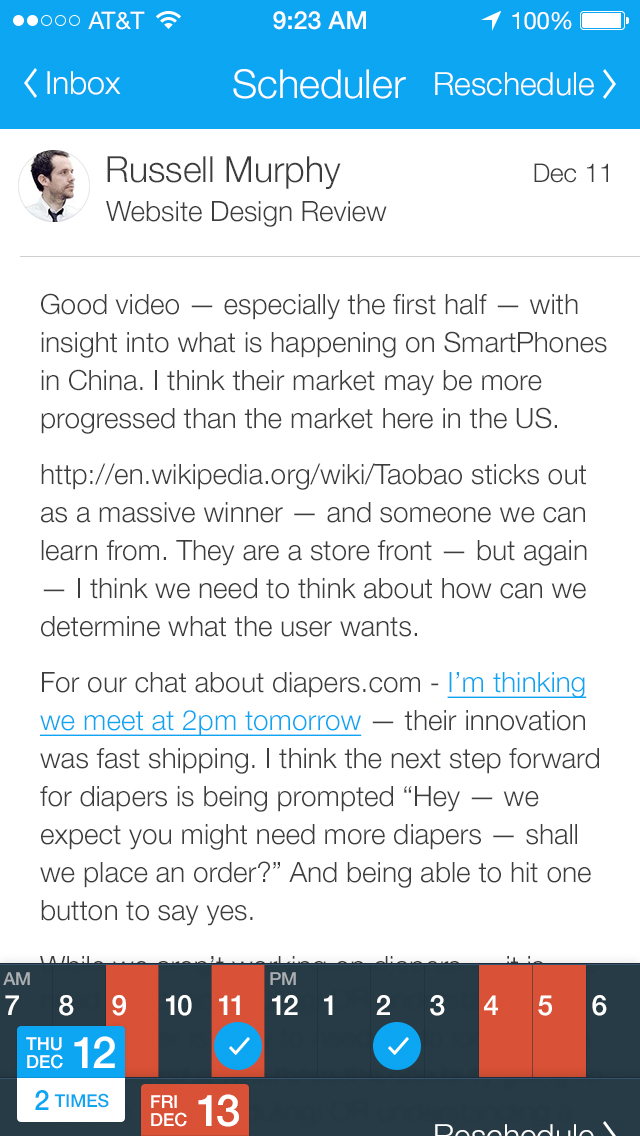 AT&T 9:23 AM 100%
Inbox Scheduler Reschedule
Russell Murphy Dec 11
Website Design Review
Good video — especially the first half — with
insight into what is happening on SmartPhones
in China. I think their market may be more
progressed than the market here in the US.
http://en.wikipedia.org/wiki/Taobao sticks out
as a massive winner — and someone we can
learn from. They are a store front — but again
— I think we need to think about how can we
determine what the user wants.
For our chat about diapers.com - I’m thinking
we meet at 2pm tomorrow — their innovation
was fast shipping. I think the next step forward
for diapers is being prompted “Hey — we
expect you might need more diapers — shall
we place an order?” And being able to hit one
button to say yes.
While we aren’t working on diapers — it is
AM PM
7 8 9 10 11 12 1 2 3 4 5 6
THU DEC 12
2 TIMES
FRI DEC 13
Reschedule